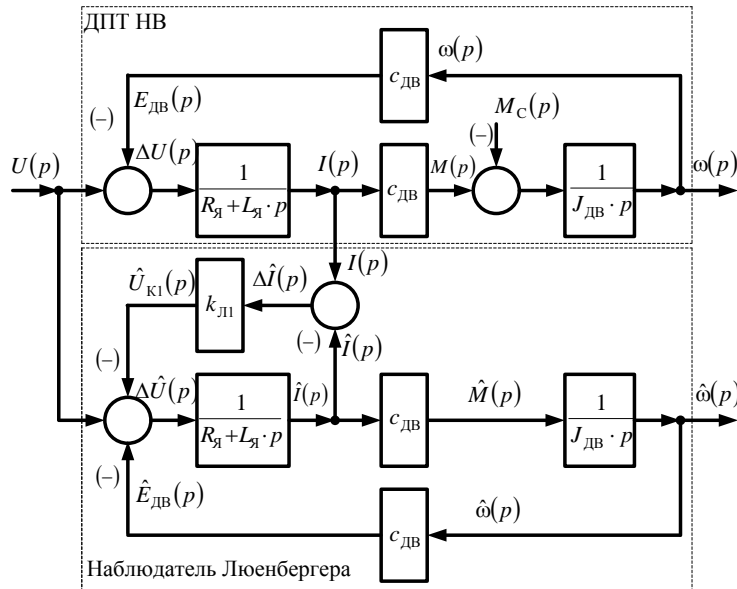 ДПТ НВ
ω(p)
c_ДВ
E_ДВ(p)
M_С(p)
(–)
(–)
U(p)
ΔU(p)
1
R_Я+L_Я·p
I(p)
c_ДВ
M(p)
1
J_ДВ·p
ω(p)
I(p)
Û_К1(p)
k_Л1
ΔÎ(p)
(–)
Î(p)
(–)
ΔÛ(p)
1
R_Я+L_Я·p
Î(p)
c_ДВ
M̂(p)
1
J_ДВ·p
ω̂(p)
(–)
Ê_ДВ(p)
c_ДВ
ω̂(p)
Наблюдатель Люенбергера